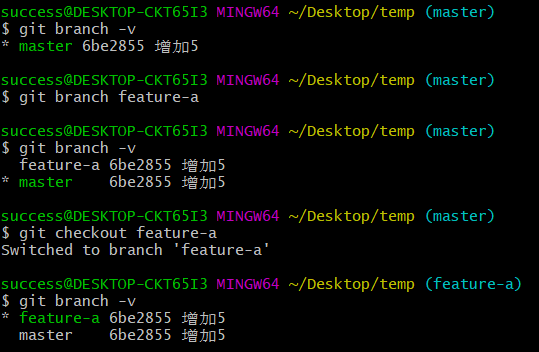 success@DESKTOP-CKT65I3 MINGW64 ~/Desktop/temp (master)
$ git branch -v
* master 6be2855 增加5
success@DESKTOP-CKT65I3 MINGW64 ~/Desktop/temp (master)
$ git branch feature-a
success@DESKTOP-CKT65I3 MINGW64 ~/Desktop/temp (master)
$ git branch -v
  feature-a 6be2855 增加5
* master    6be2855 增加5
success@DESKTOP-CKT65I3 MINGW64 ~/Desktop/temp (master)
$ git checkout feature-a
Switched to branch 'feature-a'
success@DESKTOP-CKT65I3 MINGW64 ~/Desktop/temp (feature-a)
$ git branch -v
* feature-a 6be2855 增加5
  master    6be2855 增加5